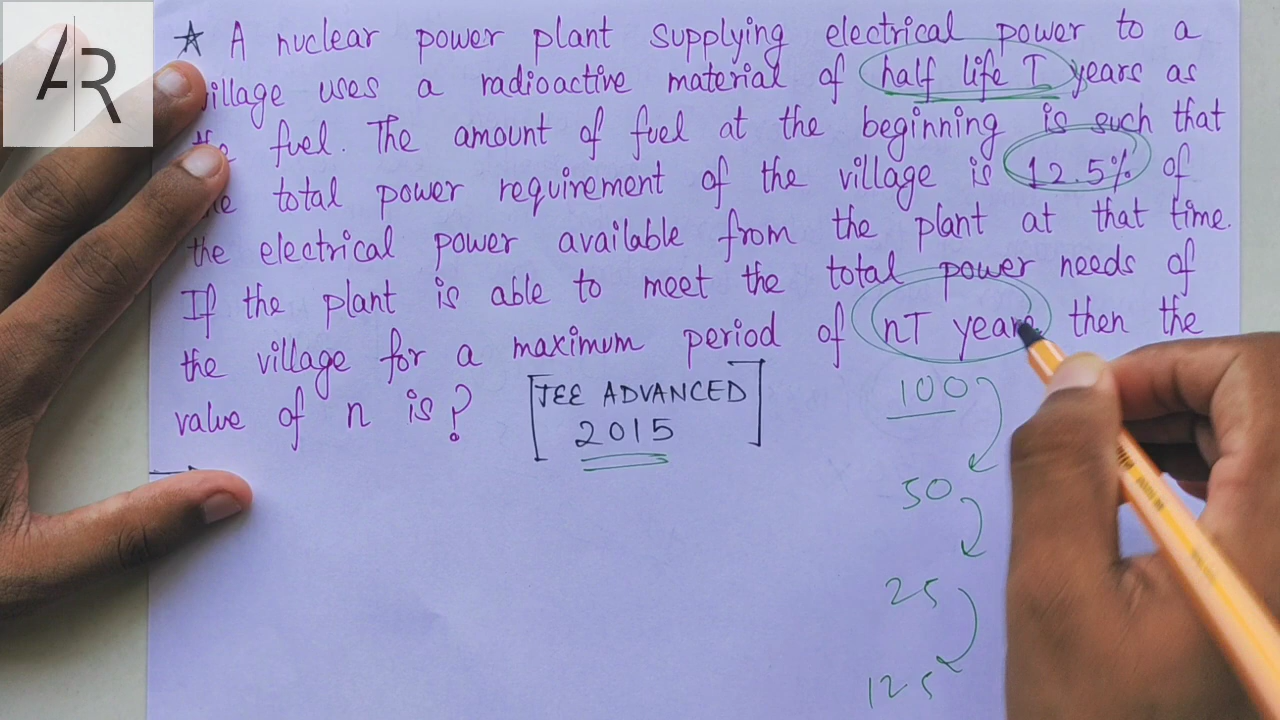 AR
A nuclear power plant supplying electrical power to a
village uses a radioactive material of half life T years as
the fuel. The amount of fuel at the beginning is such that
the total power requirement of the village is 12.5% of
the electrical power available from the plant at that time.
If the plant is able to meet the total power needs of
the village for a maximum period of nT years then the
value of n is?
[JEE ADVANCED
2015]
100
50
25
125